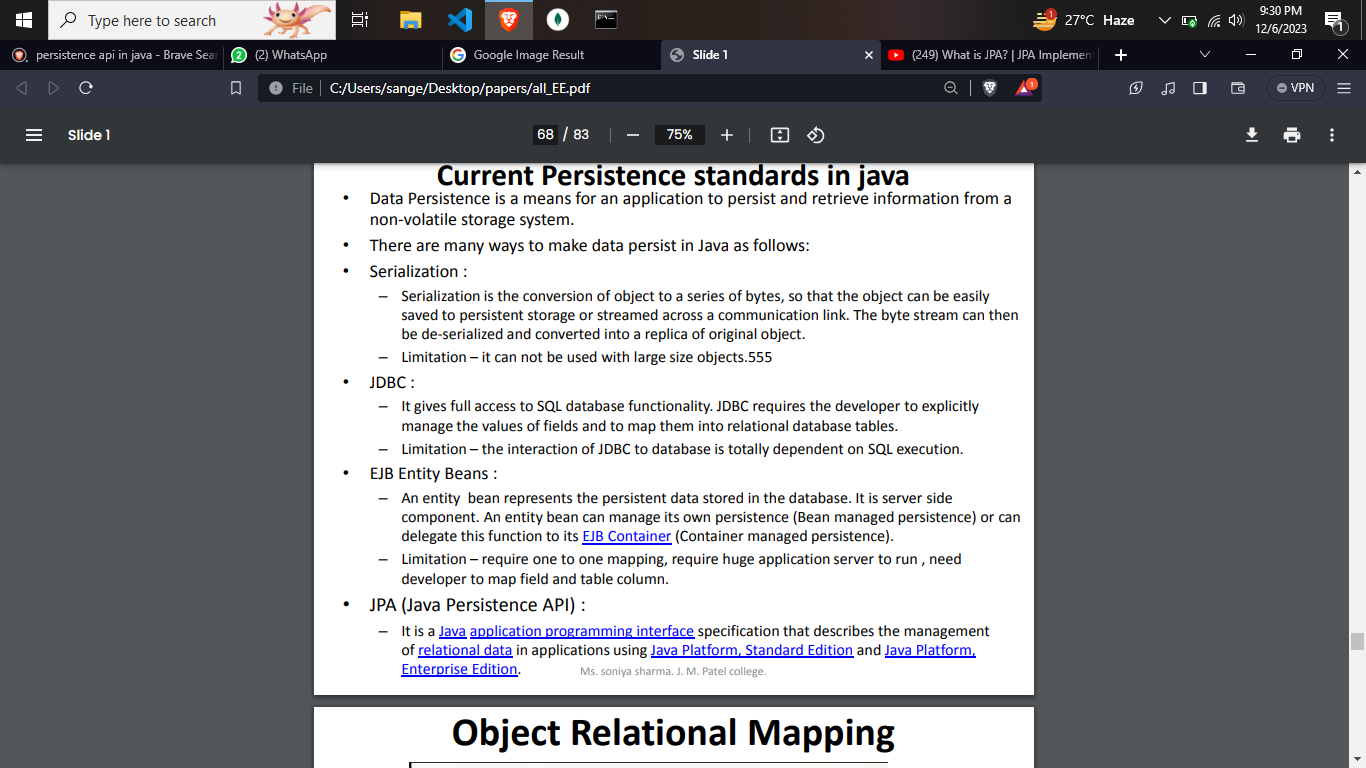 Type here to search
1
27°C Haze
9:30 PM
12/6/2023
1
persistence api in java - Brave Sear
2
(2) WhatsApp
Google Image Result
Slide 1
(249) What is JPA? | JPA Implemen
File
C:/Users/sange/Desktop/papers/all_EE.pdf
1
VPN
Slide 1
68 / 83
75%
Current Persistence standards in java
• Data Persistence is a means for an application to persist and retrieve information from a
non-volatile storage system.
• There are many ways to make data persist in Java as follows:
• Serialization :
– Serialization is the conversion of object to a series of bytes, so that the object can be easily
saved to persistent storage or streamed across a communication link. The byte stream can then
be de-serialized and converted into a replica of original object.
– Limitation – it can not be used with large size objects.555
• JDBC :
– It gives full access to SQL database functionality. JDBC requires the developer to explicitly
manage the values of fields and to map them into relational database tables.
– Limitation – the interaction of JDBC to database is totally dependent on SQL execution.
• EJB Entity Beans :
– An entity  bean represents the persistent data stored in the database. It is server side
component. An entity bean can manage its own persistence (Bean managed persistence) or can
delegate this function to its EJB Container (Container managed persistence).
– Limitation – require one to one mapping, require huge application server to run , need
developer to map field and table column.
• JPA (Java Persistence API) :
– It is a Java application programming interface specification that describes the management
of relational data in applications using Java Platform, Standard Edition and Java Platform,
Enterprise Edition.
Ms. soniya sharma. J. M. Patel college.
Object Relational Mapping